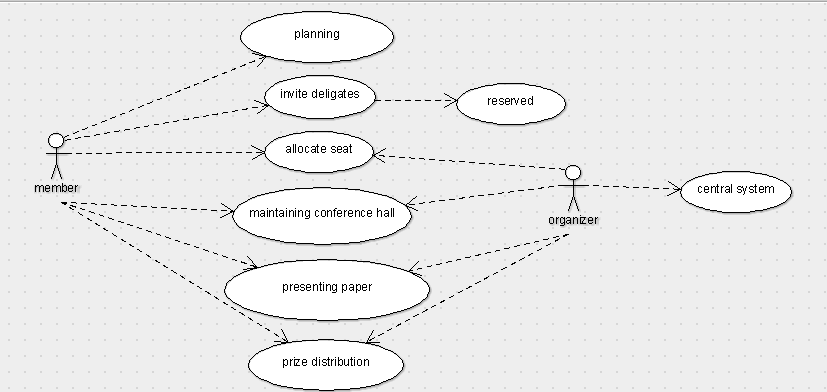 planning
invite deligates
reserved
allocate seat
member
central system
maintaining conference hall
organizer
presenting paper
prize distribution